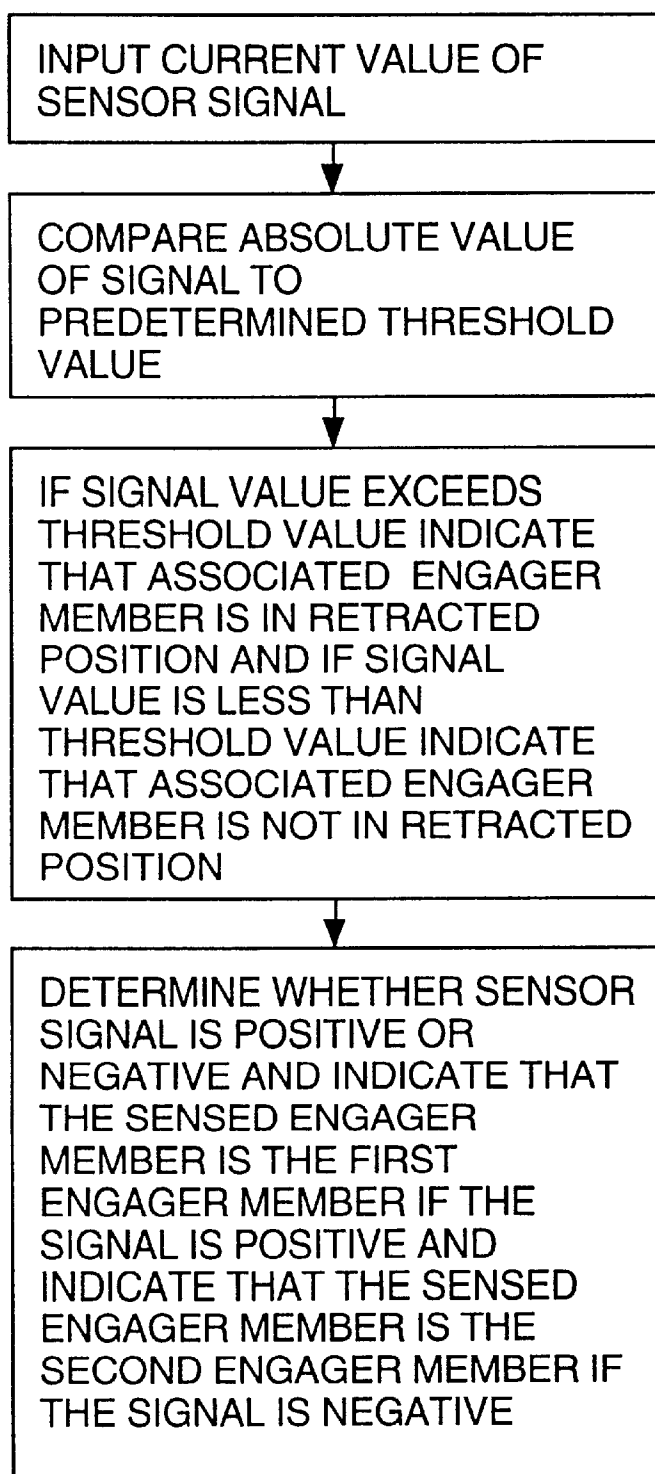 INPUT CURRENT VALUE OF
SENSOR SIGNAL
COMPARE ABSOLUTE VALUE
OF SIGNAL TO
PREDETERMINED THRESHOLD
VALUE
IF SIGNAL VALUE EXCEEDS
THRESHOLD VALUE INDICATE
THAT ASSOCIATED ENGAGER
MEMBER IS IN RETRACTED
POSITION AND IF SIGNAL
VALUE IS LESS THAN
THRESHOLD VALUE INDICATE
THAT ASSOCIATED ENGAGER
MEMBER IS NOT IN RETRACTED
POSITION
DETERMINE WHETHER SENSOR
SIGNAL IS POSITIVE OR
NEGATIVE AND INDICATE THAT
THE SENSED ENGAGER
MEMBER IS THE FIRST
ENGAGER MEMBER IF THE
SIGNAL IS POSITIVE AND
INDICATE THAT THE SENSED
ENGAGER MEMBER IS THE
SECOND ENGAGER MEMBER IF
THE SIGNAL IS NEGATIVE